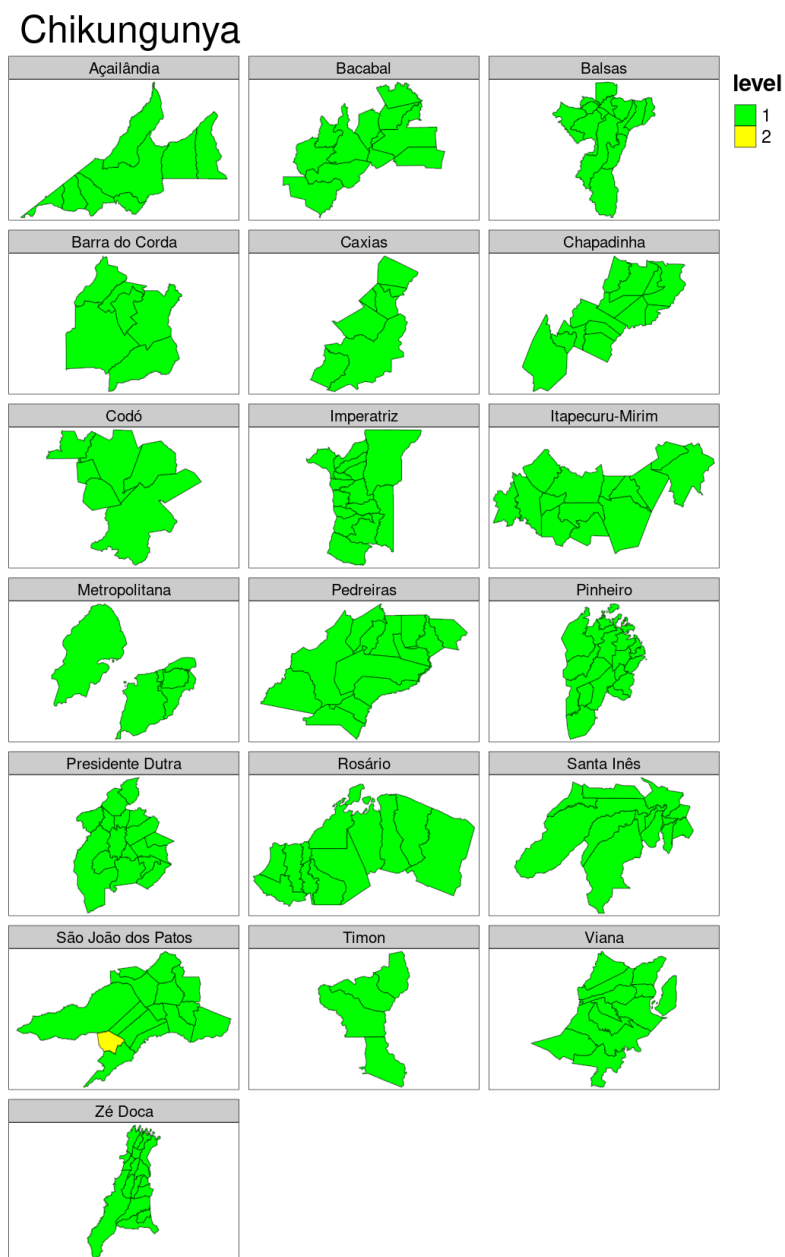 Chikungunya
Açailândia
Bacabal
Balsas
level
1
2
Barra do Corda
Caxias
Chapadinha
Codó
Imperatriz
Itapecuru-Mirim
Metropolitana
Pedreiras
Pinheiro
Presidente Dutra
Rosário
Santa Inês
São João dos Patos
Timon
Viana
Zé Doca